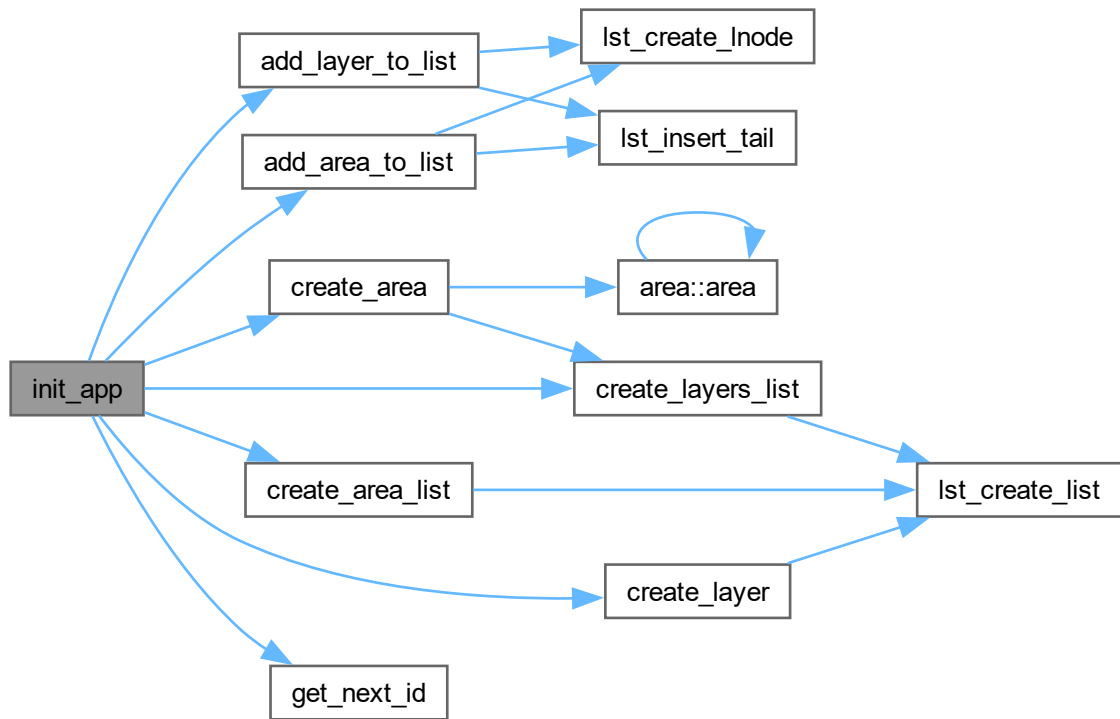 add_layer_to_list
lst_create_lnode
add_area_to_list
lst_insert_tail
create_area
area::area
init_app
create_layers_list
create_area_list
lst_create_list
create_layer
get_next_id